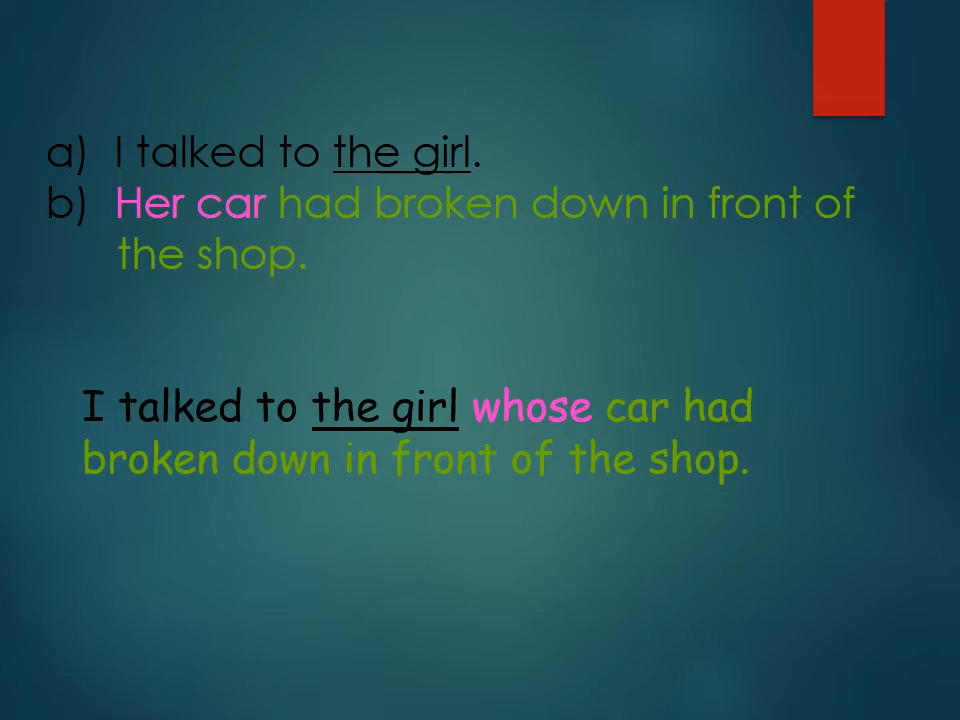 a) I talked to the girl.
b) Her car had broken down in front of
the shop.
I talked to the girl whose car had
broken down in front of the shop.